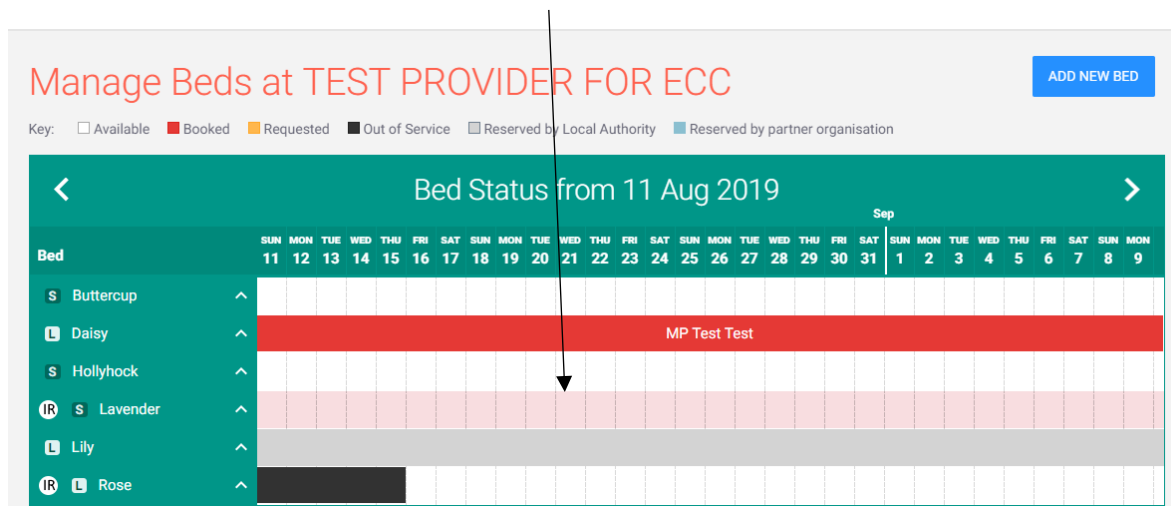 Manage Beds at TEST PROVIDER FOR ECC
ADD NEW BED
Key: Available Booked Requested Out of Service Reserved by Local Authority Reserved by partner organisation
Bed Status from 11 Aug 2019
Sep
Bed SUN MON TUE WED THU FRI SAT SUN MON TUE WED THU FRI SAT SUN MON TUE WED THU FRI SAT SUN MON TUE WED THU FRI SAT SUN MON
11 12 13 14 15 16 17 18 19 20 21 22 23 24 25 26 27 28 29 30 31 1 2 3 4 5 6 7 8 9
S Buttercup
L Daisy MP Test Test
S Hollyhock
IR S Lavender
L Lily
IR L Rose